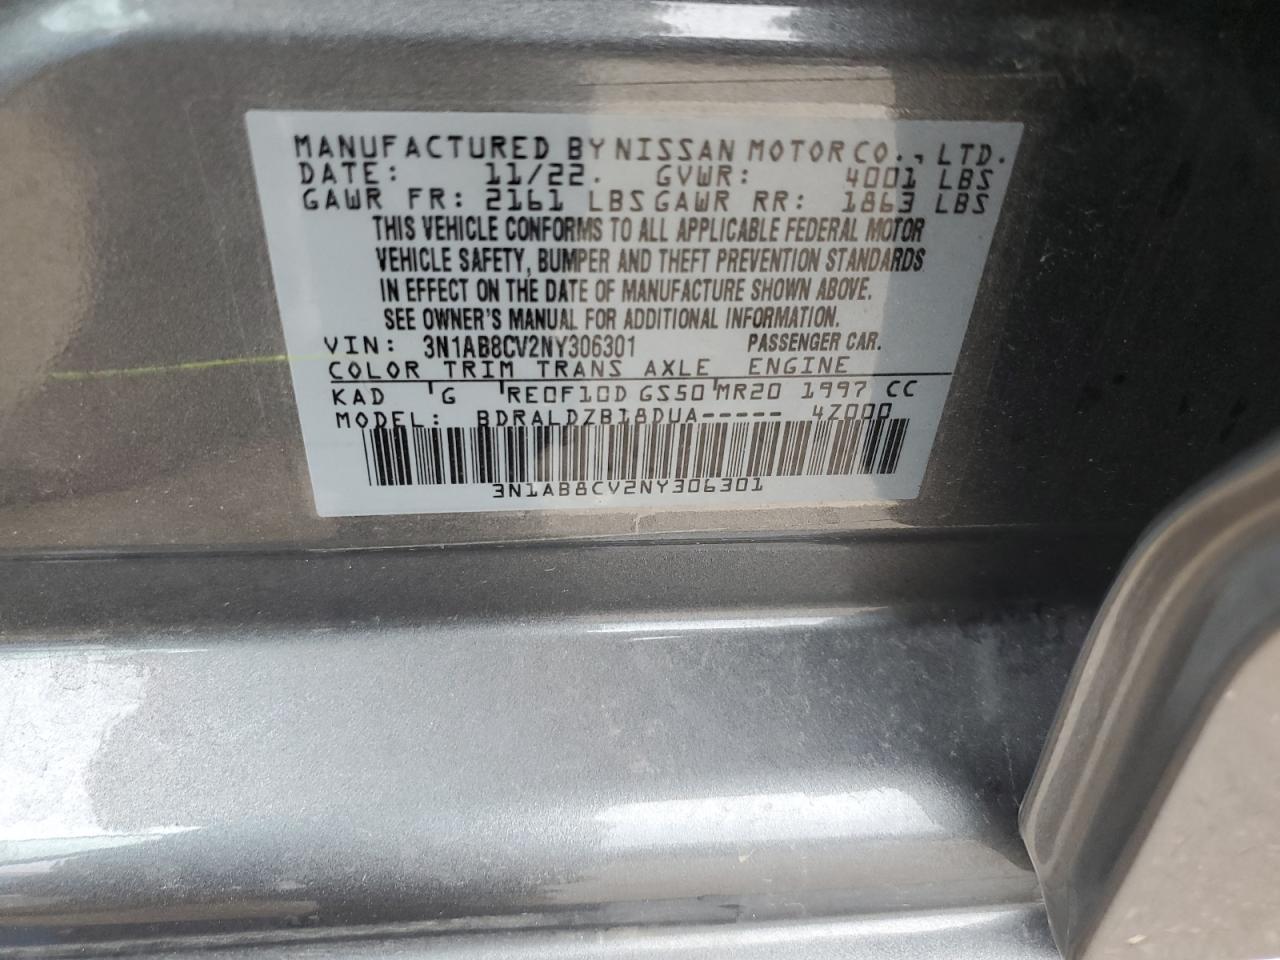 MANUFACTURED BY NISSAN MOTOR CO., LTD.
DATE: 11/22. GVWR: 4001 LBS
GAWR FR: 2161 LBS GAWR RR: 1863 LBS
THIS VEHICLE CONFORMS TO ALL APPLICABLE FEDERAL MOTOR
VEHICLE SAFETY, BUMPER AND THEFT PREVENTION STANDARDS
IN EFFECT ON THE DATE OF MANUFACTURE SHOWN ABOVE.
SEE OWNER'S MANUAL FOR ADDITIONAL INFORMATION.
VIN: 3N1AB8CV2NY306301 PASSENGER CAR.
COLOR TRIM TRANS AXLE ENGINE
KAD G RE0F10D GS50 MR20 1997 CC
MODEL: BDRALDZB18DUA----- 4Z000
3N1AB8CV2NY306301